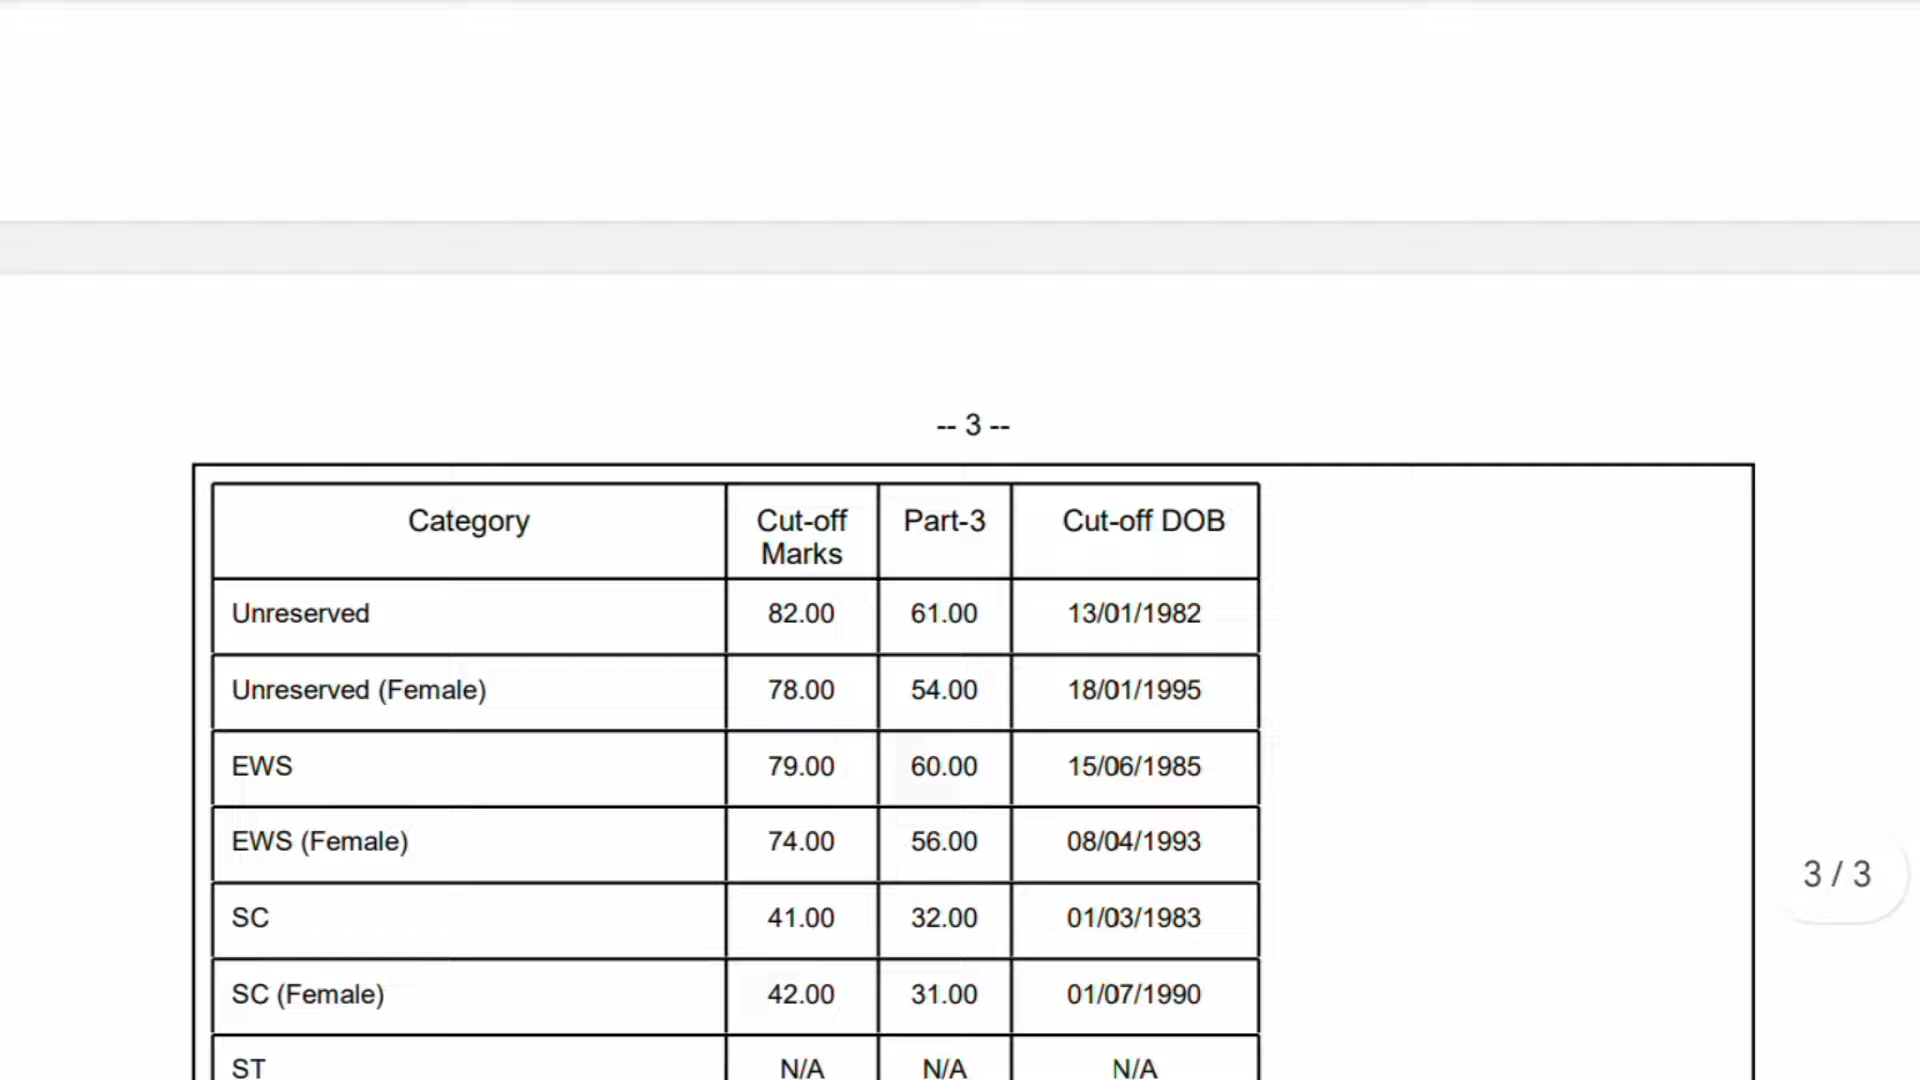 -- 3 --
Category Cut-off Marks Part-3 Cut-off DOB
Unreserved 82.00 61.00 13/01/1982
Unreserved (Female) 78.00 54.00 18/01/1995
EWS 79.00 60.00 15/06/1985
EWS (Female) 74.00 56.00 08/04/1993
SC 41.00 32.00 01/03/1983
SC (Female) 42.00 31.00 01/07/1990
ST N/A N/A N/A
3 / 3